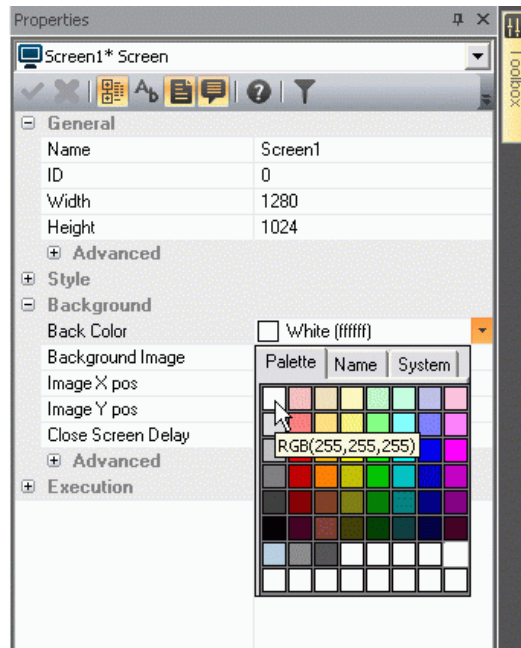 Properties
Screen1* Screen
Toolbox
General
Name Screen1
ID 0
Width 1280
Height 1024
Advanced
Style
Background
Back Color White (ffffff)
Background Image
Palette Name System
Image X pos
Image Y pos
Close Screen Delay
RGB(255,255,255)
Advanced
Execution